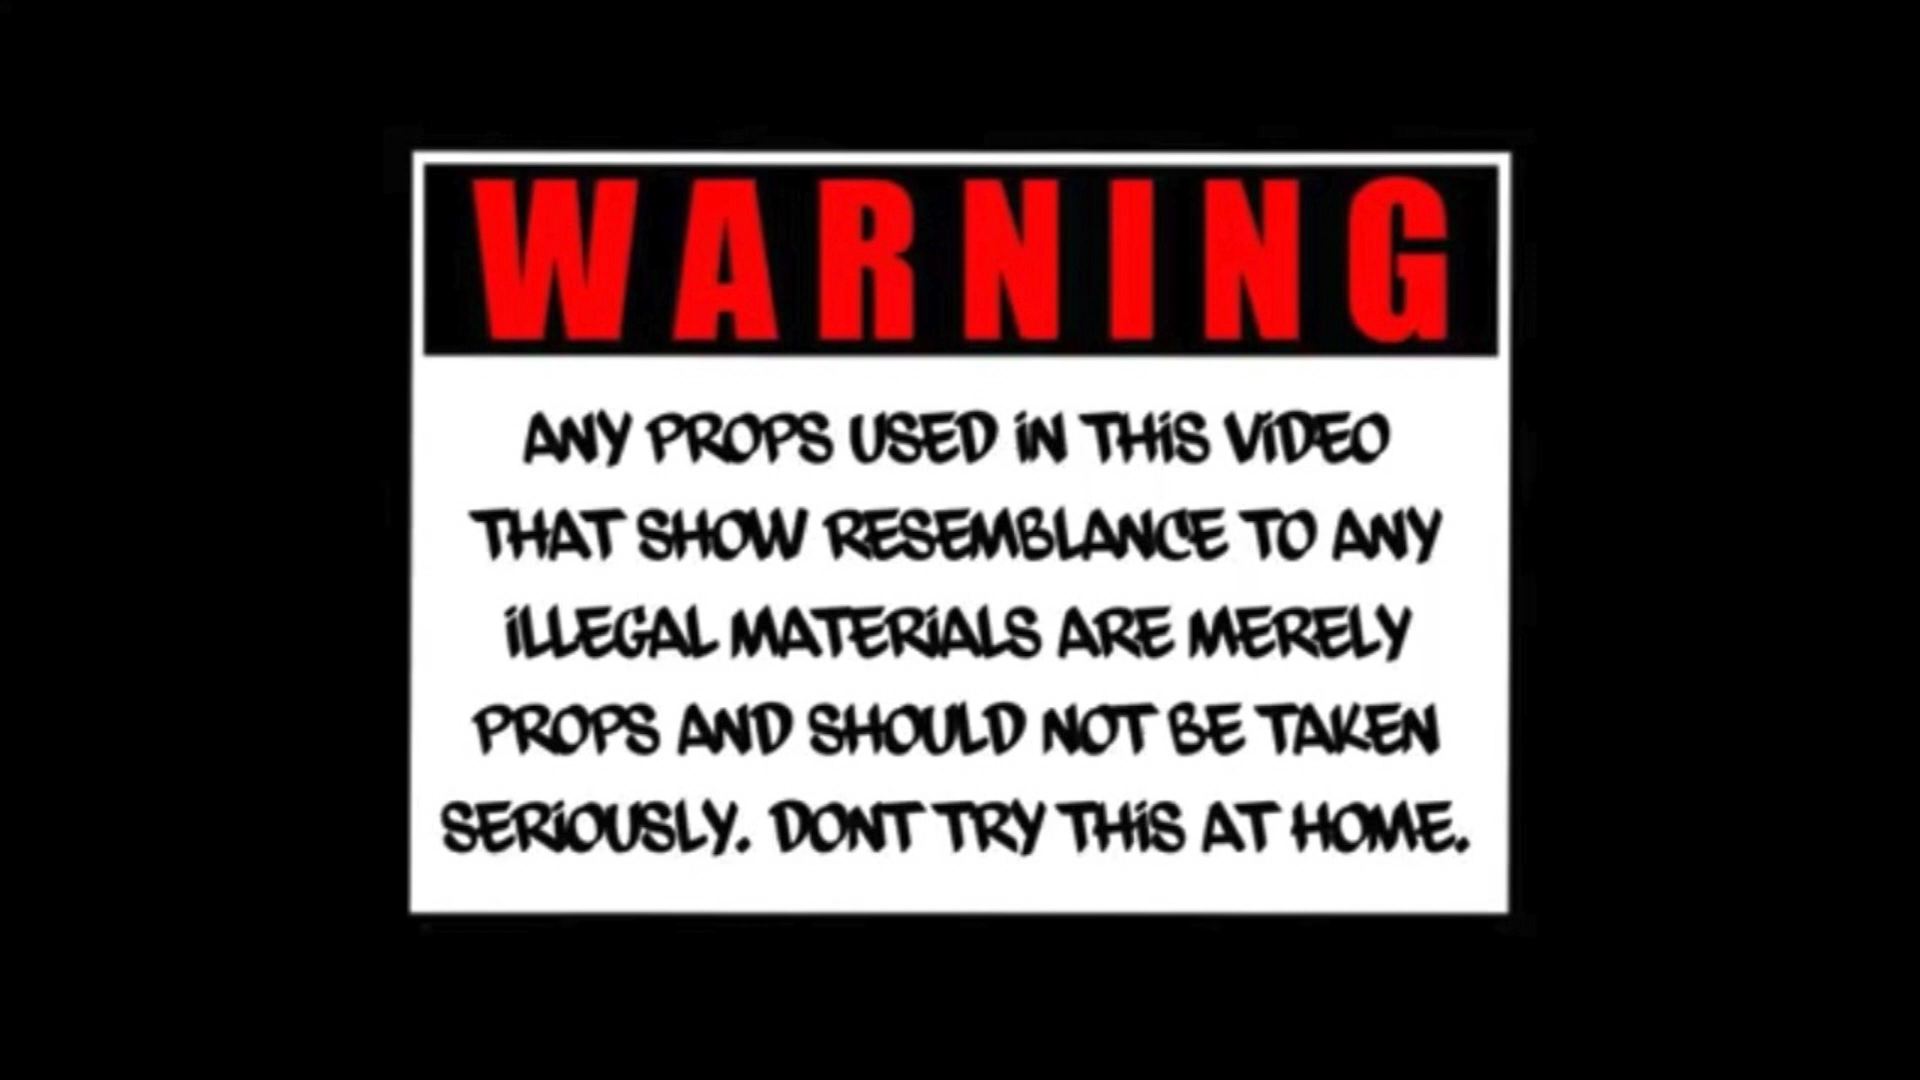 WARNING
ANY PROPS USED iN THiS ViDEO
THAT SHOW RESEMBLANCE TO ANY
iLLEGAL MATERiALS ARE MERELY
PROPS AND SHOULD NOT BE TAKEN
SERiOUSLY. DONT TRY THiS AT HOME.